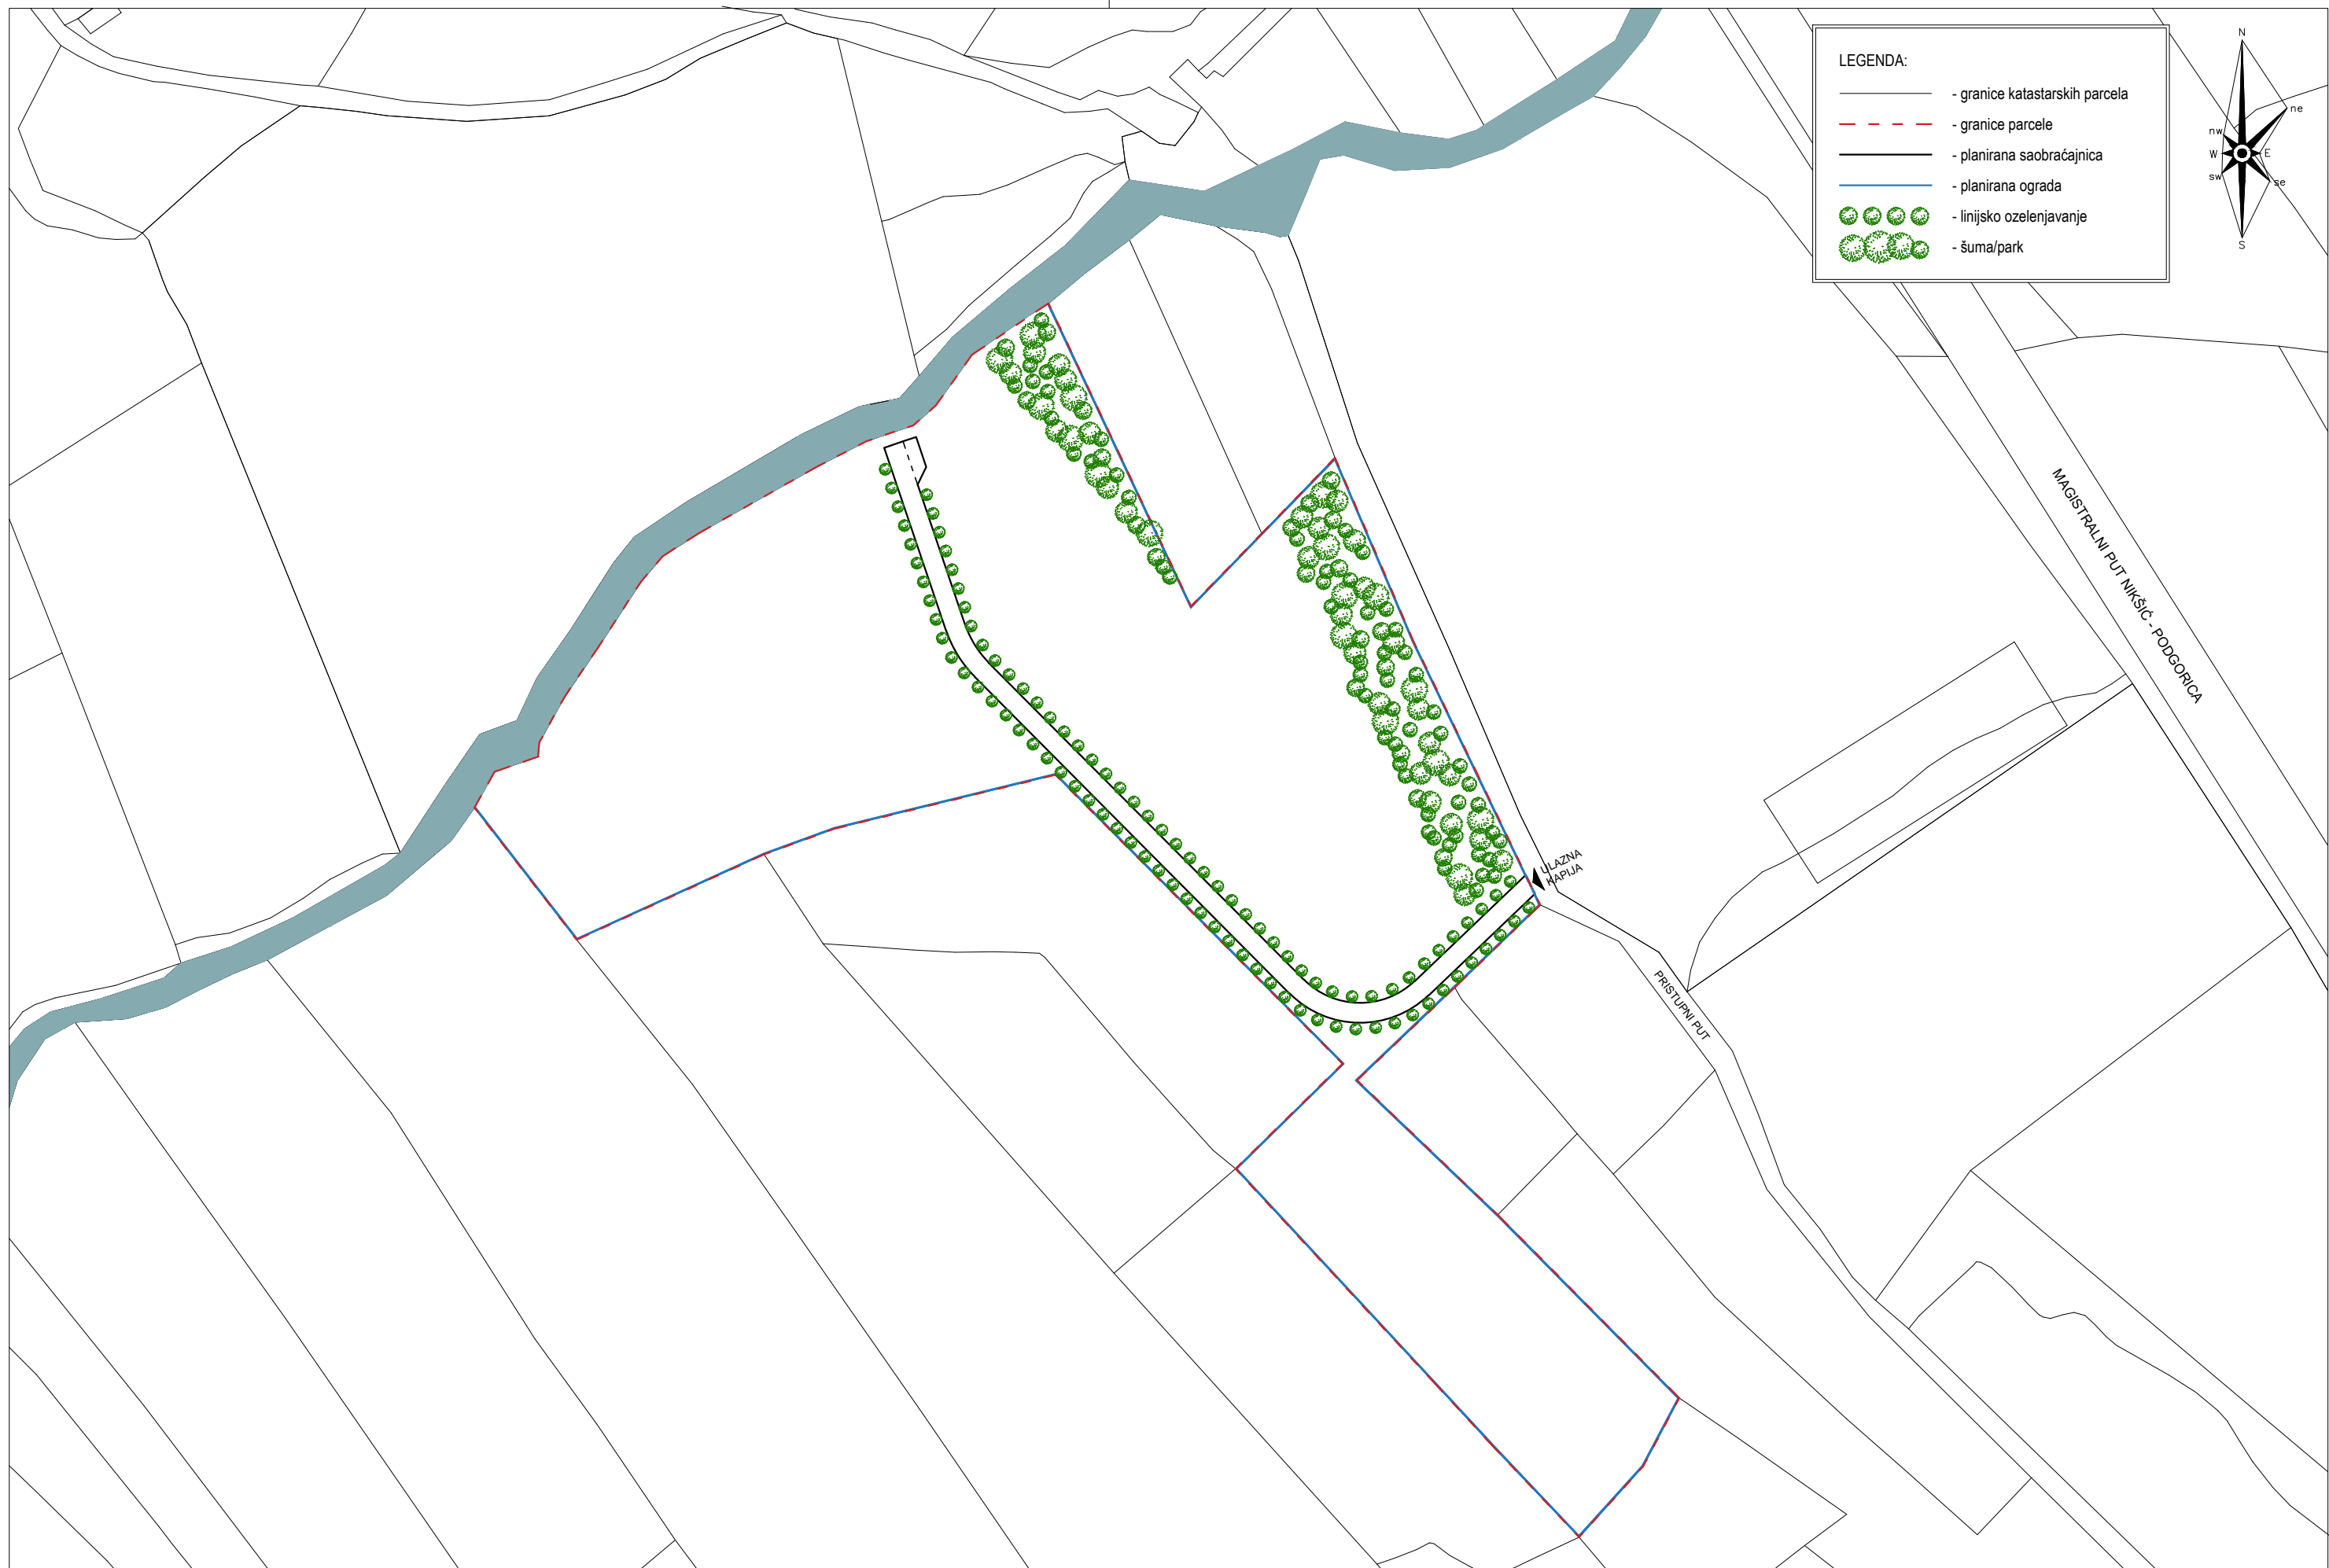 LEGENDA:
- granice katastarskih parcela
- granice parcele
- planirana saobraćajnica
- planirana ograda
- linijsko ozelenjavanje
- šuma/park
N
ne
nw
W
E
sw
se
S
MAGISTRALNI PUT NIKŠIĆ - PODGORICA
ULAZNA
KAPIJA
PRISTUPNI PUT